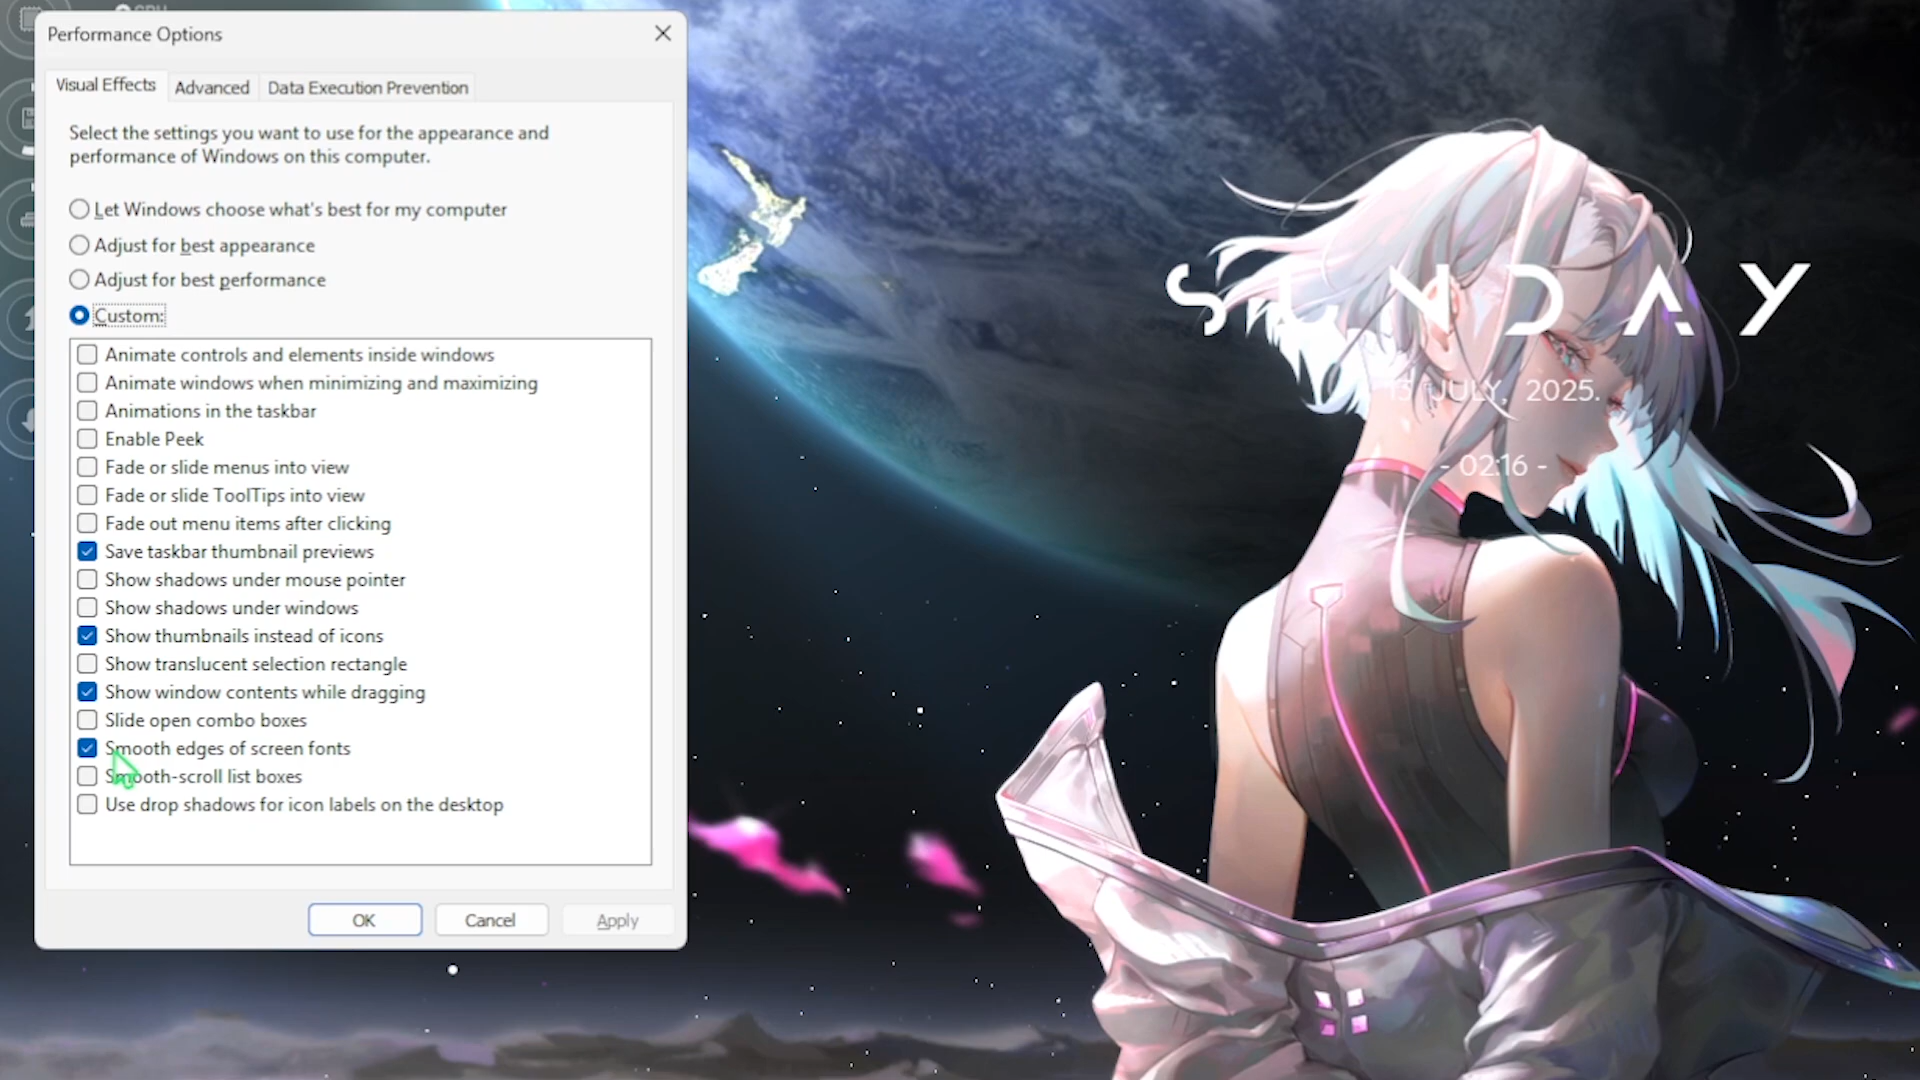 CPU
Performance Options
Visual Effects
Advanced
Data Execution Prevention
Select the settings you want to use for the appearance and
performance of Windows on this computer.
Let Windows choose what's best for my computer
Adjust for best appearance
Adjust for best performance
Custom:
Animate controls and elements inside windows
Animate windows when minimizing and maximizing
Animations in the taskbar
Enable Peek
Fade or slide menus into view
Fade or slide ToolTips into view
Fade out menu items after clicking
Save taskbar thumbnail previews
Show shadows under mouse pointer
Show shadows under windows
Show thumbnails instead of icons
Show translucent selection rectangle
Show window contents while dragging
Slide open combo boxes
Smooth edges of screen fonts
Smooth-scroll list boxes
Use drop shadows for icon labels on the desktop
OK
Cancel
Apply
SUNDAY
13 JULY, 2025.
- 02:16 -